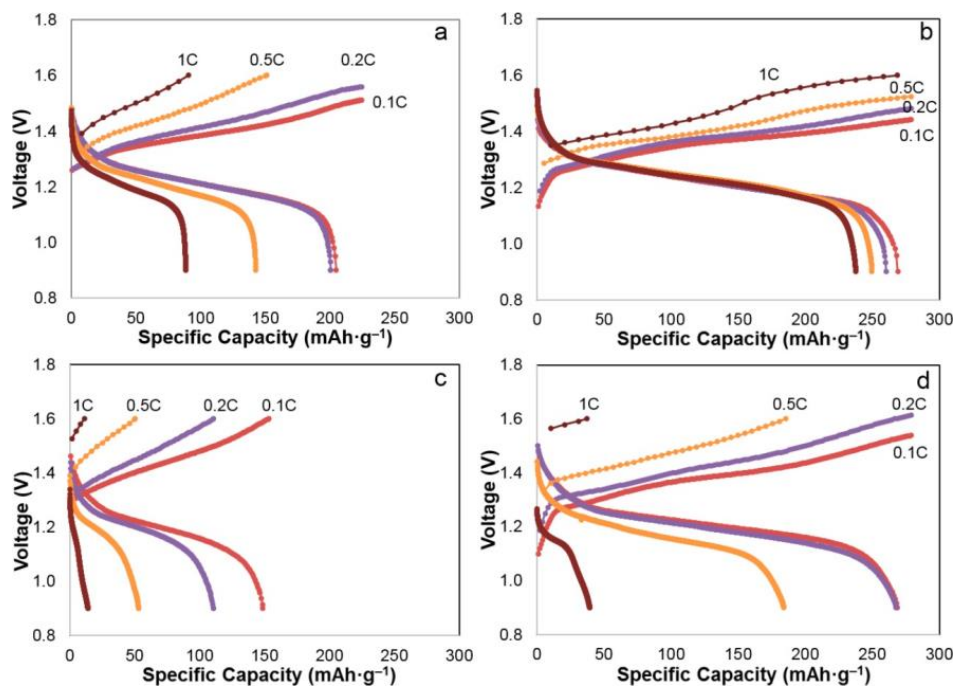 a
1.8
1.6
1.4
1.2
1.0
0.8
Voltage (V)
1C
0.5C
0.2C
0.1C
0 50 100 150 200 250 300
Specific Capacity (mAh·g⁻¹)
b
1.8
1.6
1.4
1.2
1.0
0.8
Voltage (V)
1C
0.5C
0.2C
0.1C
0 50 100 150 200 250 300
Specific Capacity (mAh·g⁻¹)
c
1.8
1.6
1.4
1.2
1.0
0.8
Voltage (V)
1C 0.5C 0.2C 0.1C
0 50 100 150 200 250 300
Specific Capacity (mAh·g⁻¹)
d
1.8
1.6
1.4
1.2
1.0
0.8
Voltage (V)
1C
0.5C
0.2C
0.1C
0 50 100 150 200 250 300
Specific Capacity (mAh·g⁻¹)